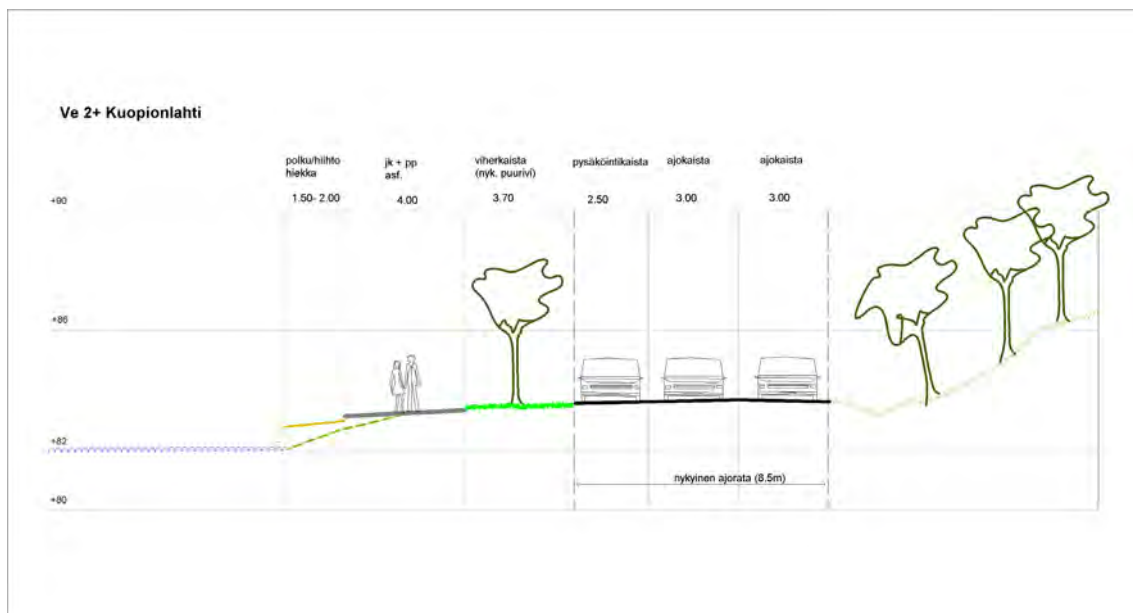 Ve 2+ Kuopionlahti
polku/hiihto
hiekka
jk + pp
asf.
viherkaista
(nyk. puurivi)
pysäköintikaista
ajokaista
ajokaista
1.50- 2.00
4.00
3.70
2.50
3.00
3.00
+90
+86
+82
+80
nykyinen ajorata (8.5m)